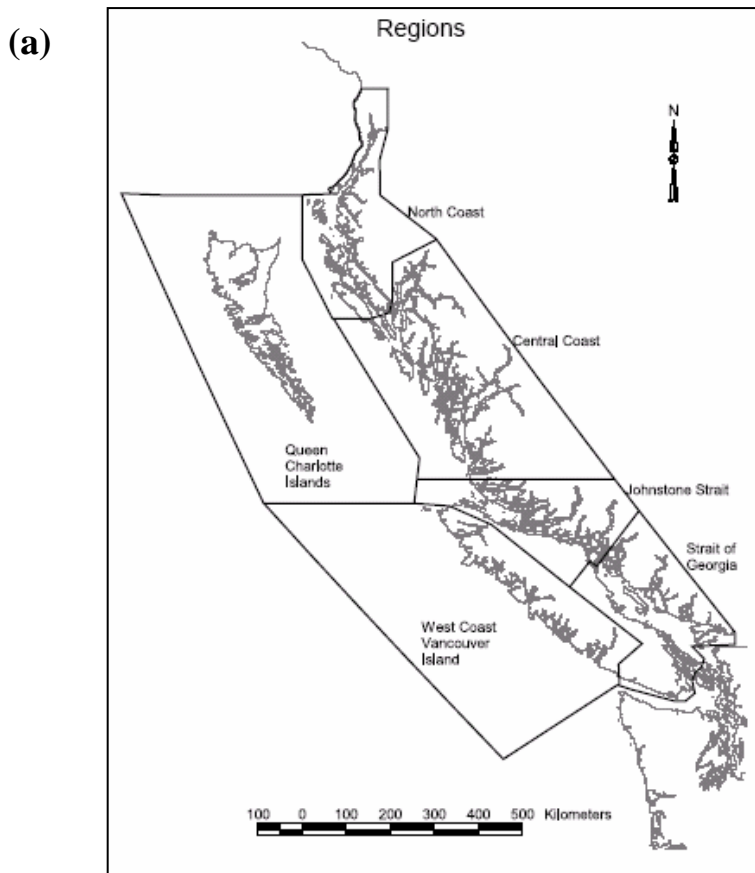 (a)
Regions
N
North Coast
Central Coast
Queen
Charlotte
Islands
Johnstone Strait
Strait of
Georgia
West Coast
Vancouver
Island
100 0 100 200 300 400 500 Kilometers